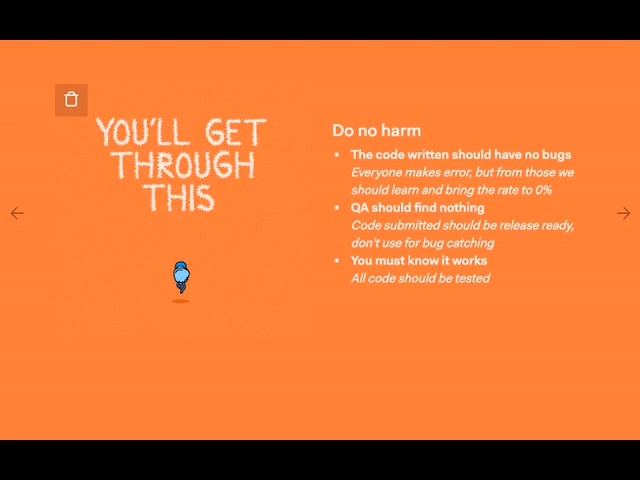 YOU'LL GET
THROUGH
THIS
Do no harm
• The code written should have no bugs
Everyone makes error, but from those we
should learn and bring the rate to 0%
• QA should find nothing
Code submitted should be release ready,
don't use for bug catching
• You must know it works
All code should be tested